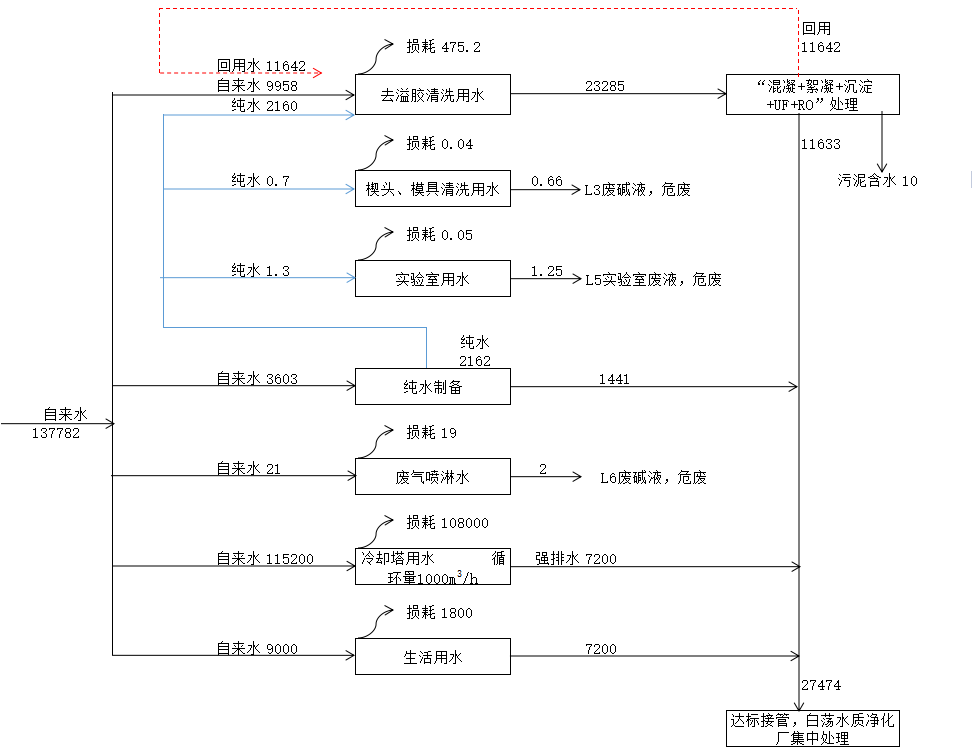 回用
11642
损耗 475.2
回用水 11642
自来水 9958
纯水 2160
去溢胶清洗用水
23285
“混凝+絮凝+沉淀
+UF+RO”处理
11633
污泥含水 10
损耗 0.04
纯水 0.7
楔头、模具清洗用水
0.66
L3废碱液，危废
损耗 0.05
纯水 1.3
实验室用水
1.25
L5实验室废液，危废
纯水
2162
自来水 3603
纯水制备
1441
自来水
137782
损耗 19
自来水 21
废气喷淋水
2
L6废碱液，危废
损耗 108000
自来水 115200
冷却塔用水 循
环量1000m³/h
强排水 7200
损耗 1800
自来水 9000
生活用水
7200
27474
达标接管，白荡水质净化
厂集中处理